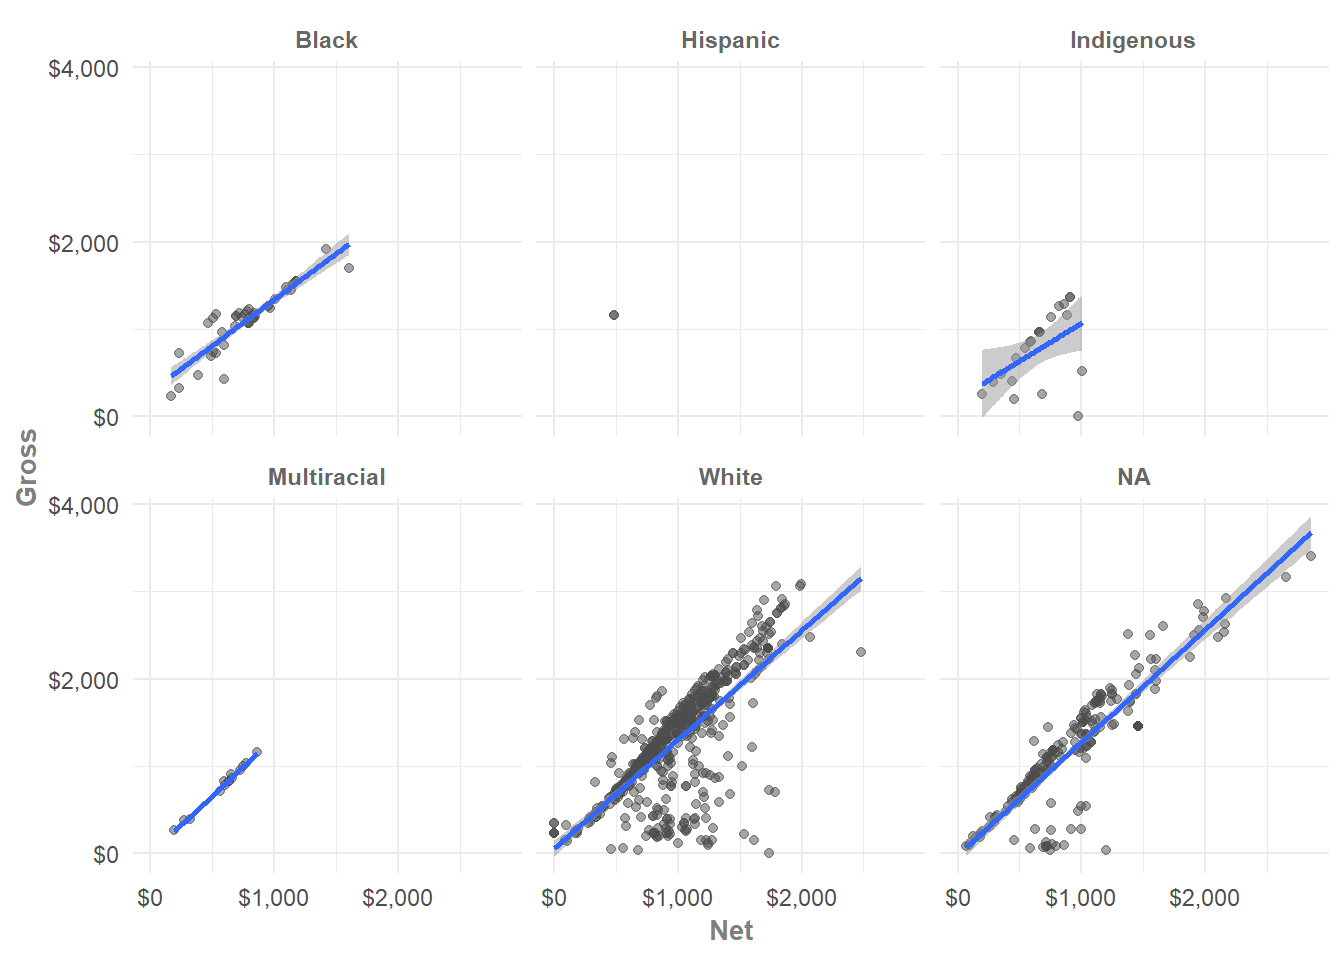 Black
Hispanic
Indigenous
$4,000
$2,000
$0
Gross
Multiracial
White
NA
$4,000
$2,000
$0
$0
$1,000
$2,000
$0
$1,000
$2,000
$0
$1,000
$2,000
Net